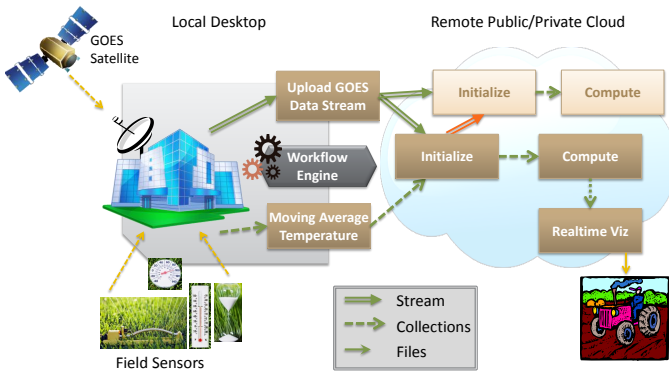 Local Desktop
Remote Public/Private Cloud
GOES
Satellite
Upload GOES
Data Stream
Initialize
Compute
Workflow
Engine
Initialize
Compute
Moving Average
Temperature
Realtime Viz
Stream
Collections
Files
Field Sensors